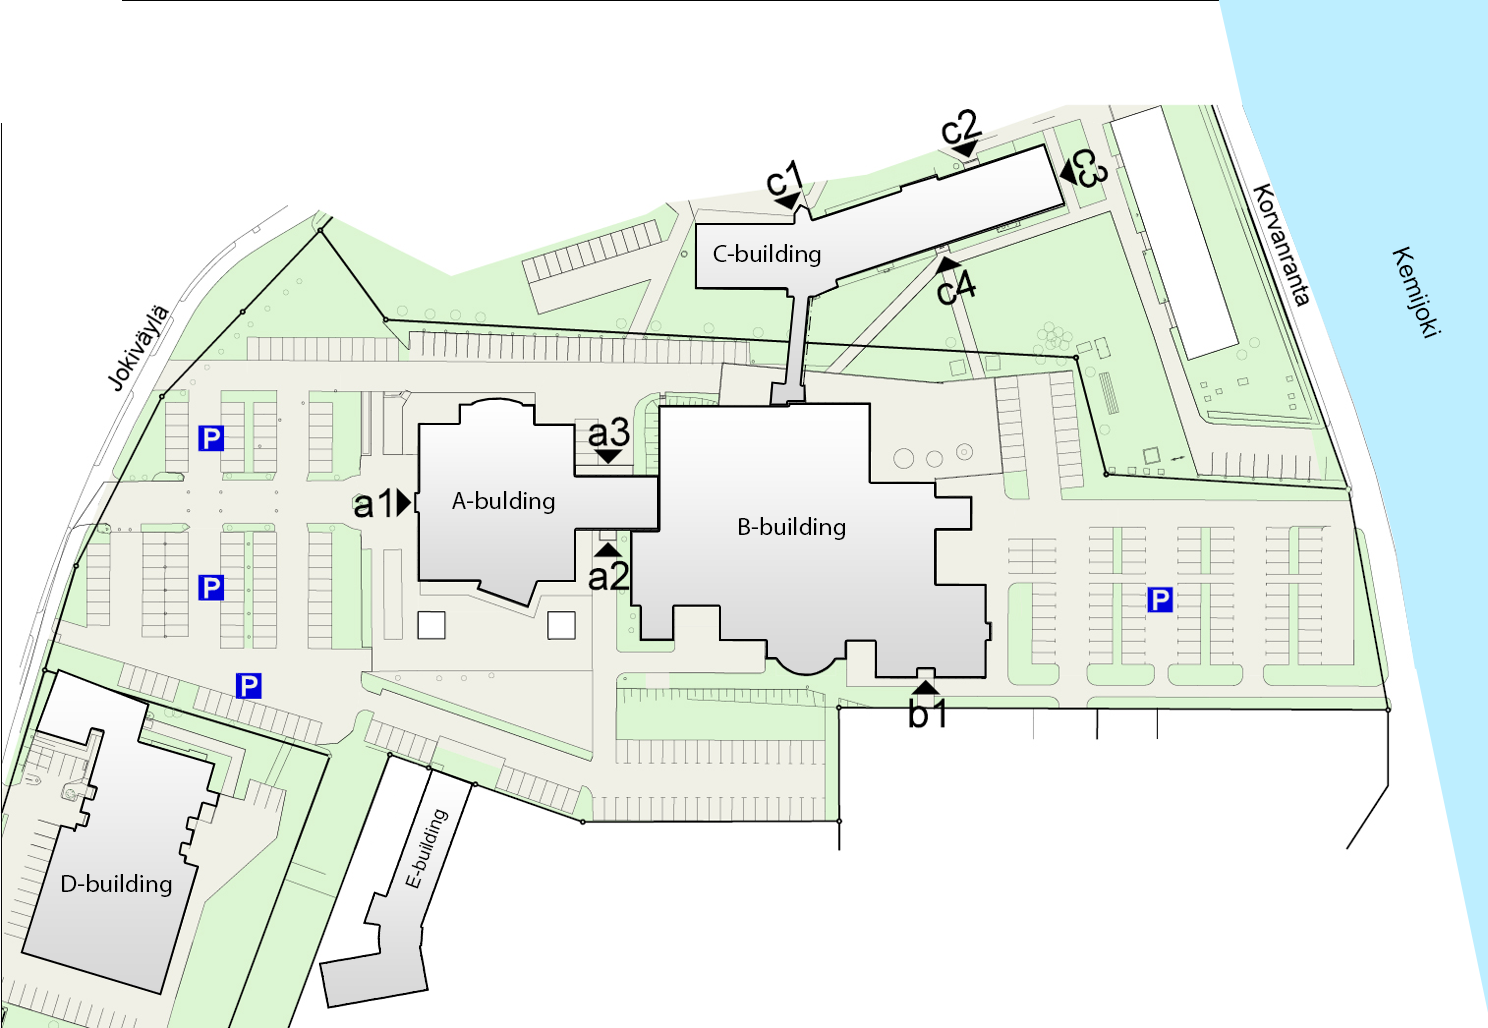 c2
c1
c3
Korvanranta
C-building
Kemijoki
c4
Jokiväylä
P
a3
a1
A-bulding
B-building
a2
P
P
P
b1
E-building
D-building